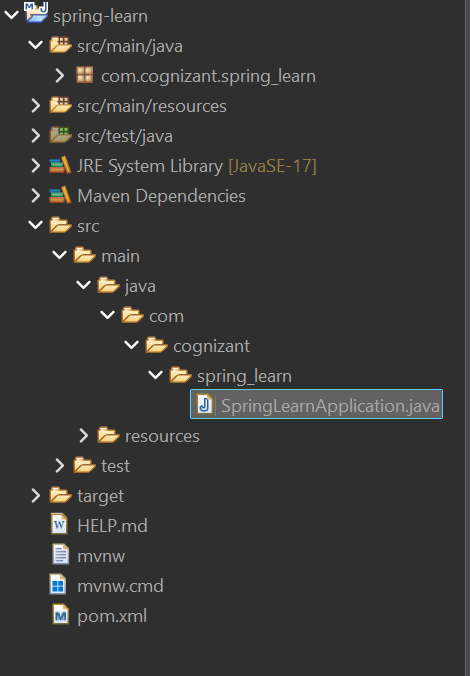 spring-learn
src/main/java
com.cognizant.spring_learn
src/main/resources
src/test/java
JRE System Library [JavaSE-17]
Maven Dependencies
src
main
java
com
cognizant
spring_learn
SpringLearnApplication.java
resources
test
target
HELP.md
mvnw
mvnw.cmd
pom.xml